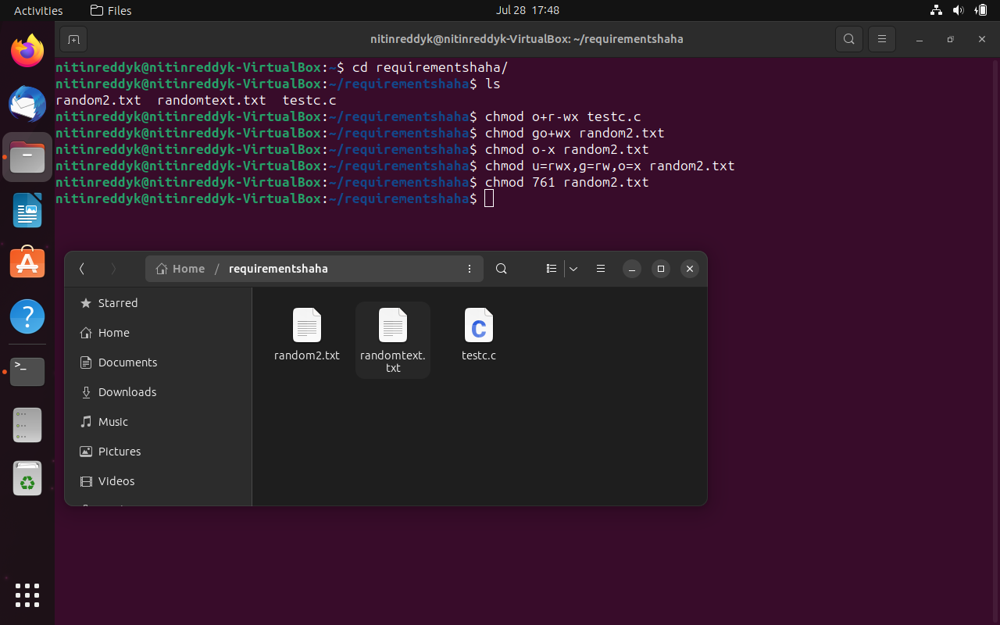 Activities Files Jul 28 17:48
nitinreddyk@nitinreddyk-VirtualBox: ~/requirementshaha
nitinreddyk@nitinreddyk-VirtualBox:~$ cd requirementshaha/
nitinreddyk@nitinreddyk-VirtualBox:~/requirementshaha$ ls
random2.txt randomtext.txt testc.c
nitinreddyk@nitinreddyk-VirtualBox:~/requirementshaha$ chmod o+r-wx testc.c
nitinreddyk@nitinreddyk-VirtualBox:~/requirementshaha$ chmod go+wx random2.txt
nitinreddyk@nitinreddyk-VirtualBox:~/requirementshaha$ chmod o-x random2.txt
nitinreddyk@nitinreddyk-VirtualBox:~/requirementshaha$ chmod u=rwx,g=rw,o=x random2.txt
nitinreddyk@nitinreddyk-VirtualBox:~/requirementshaha$ chmod 761 random2.txt
nitinreddyk@nitinreddyk-VirtualBox:~/requirementshaha$
Home / requirementshaha
Starred
Home
Documents
Downloads
Music
Pictures
Videos
random2.txt
randomtext.
txt
testc.c